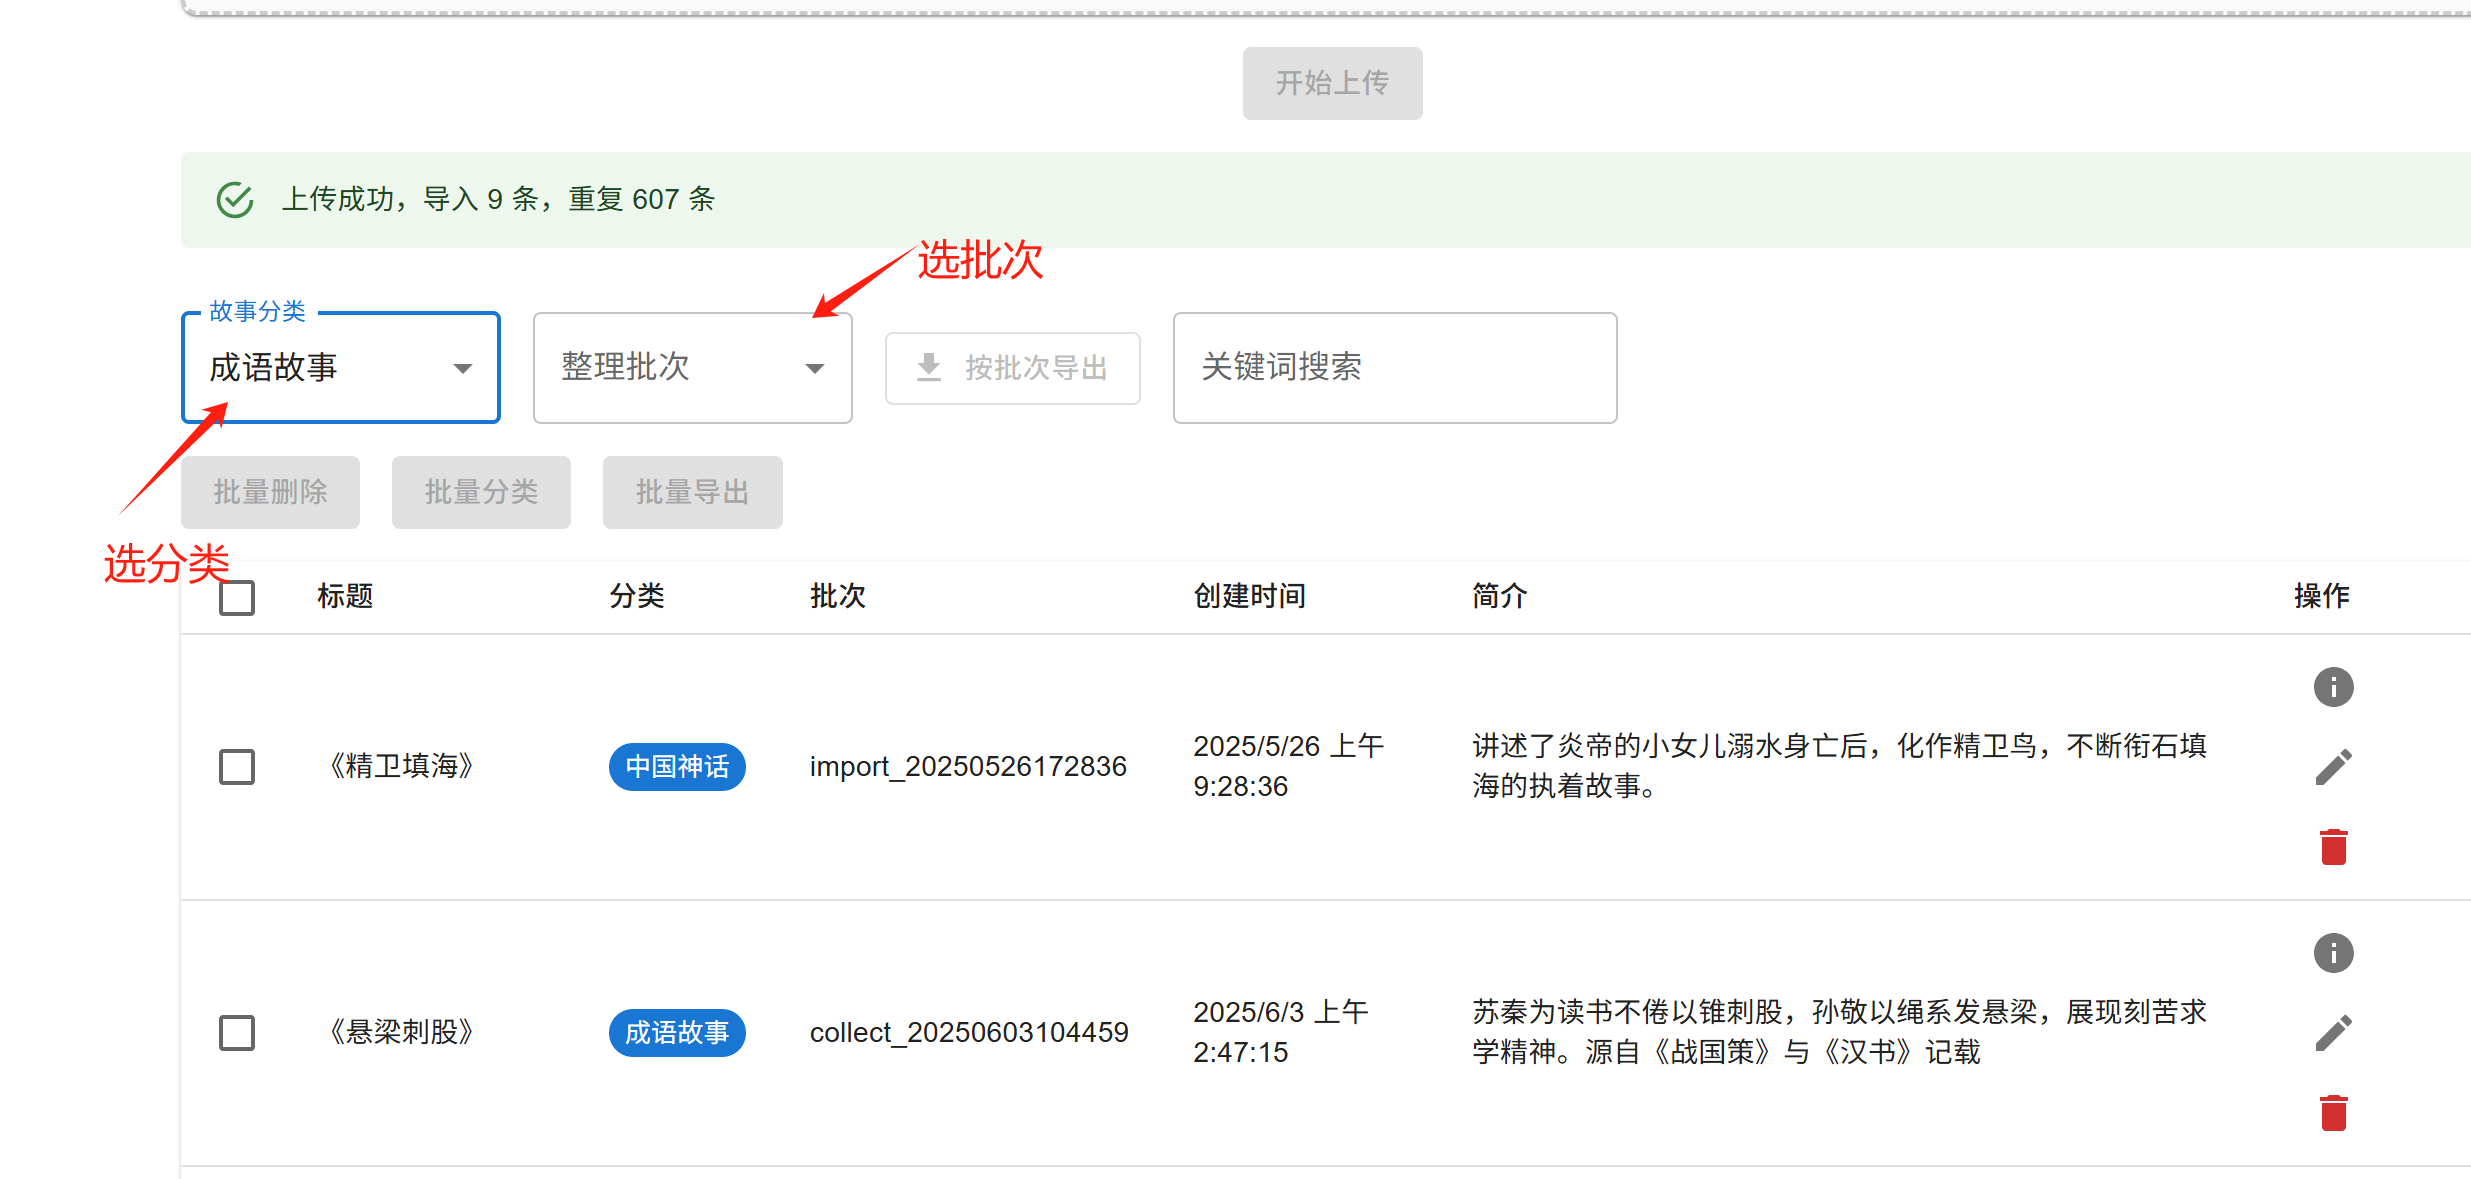 开始上传
上传成功，导入 9 条，重复 607 条
选批次
故事分类
成语故事
整理批次
按批次导出
关键词搜索
批量删除
批量分类
批量导出
选分类
标题
分类
批次
创建时间
简介
操作
《精卫填海》
中国神话
import_20250526172836
2025/5/26 上午
9:28:36
讲述了炎帝的小女儿溺水身亡后，化作精卫鸟，不断衔石填
海的执着故事。
《悬梁刺股》
成语故事
collect_20250603104459
2025/6/3 上午
2:47:15
苏秦为读书不倦以锥刺股，孙敬以绳系发悬梁，展现刻苦求
学精神。源自《战国策》与《汉书》记载